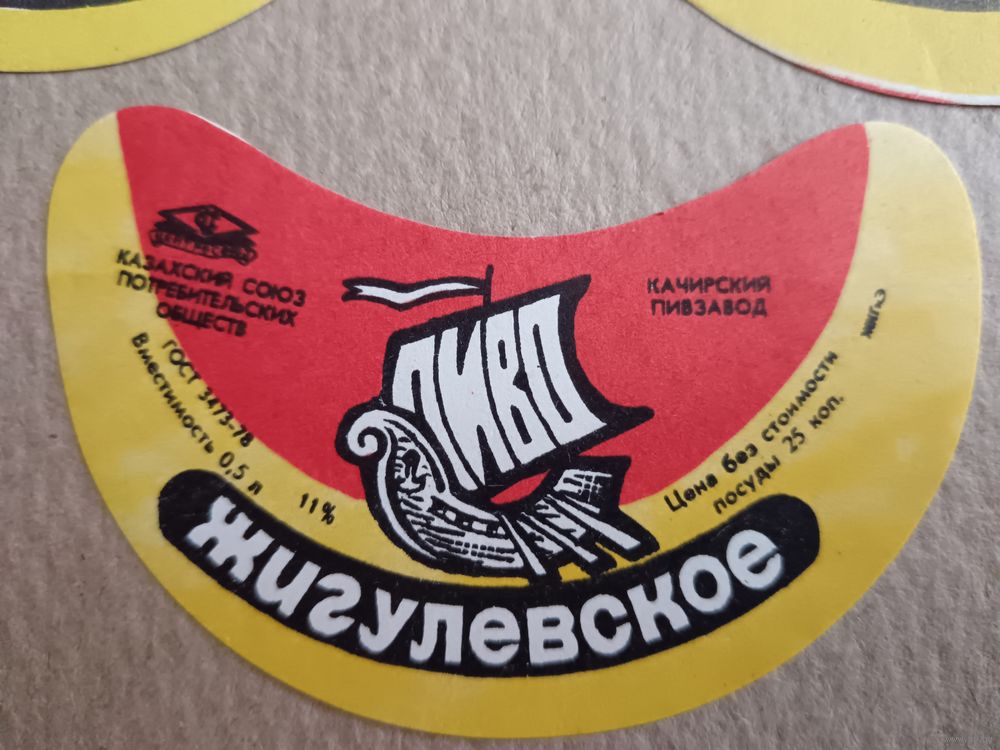 КАЗАХСКИЙ СОЮЗ
ПОТРЕБИТЕЛЬСКИХ
ОБЩЕСТВ
КАЧИРСКИЙ
ПИВЗАВОД
ПИВО
ГОСТ 3473-78
Вместимость 0,5 л
11%
Цена без стоимости
посуды 25 коп.
Жигулевское